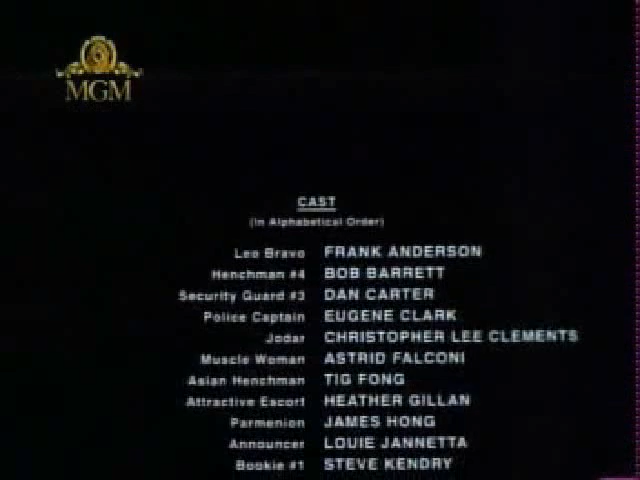 MGM
CAST
(In Alphabetical Order)
Leo Bravo FRANK ANDERSON
Henchman #4 BOB BARRETT
Security Guard #3 DAN CARTER
Police Captain EUGENE CLARK
Jodar CHRISTOPHER LEE CLEMENTS
Muscle Woman ASTRID FALCONI
Asian Henchman TIG FONG
Attractive Escort HEATHER GILLAN
Parmenion JAMES HONG
Announcer LOUIE JANNETTA
Bookie #1 STEVE KENDRY